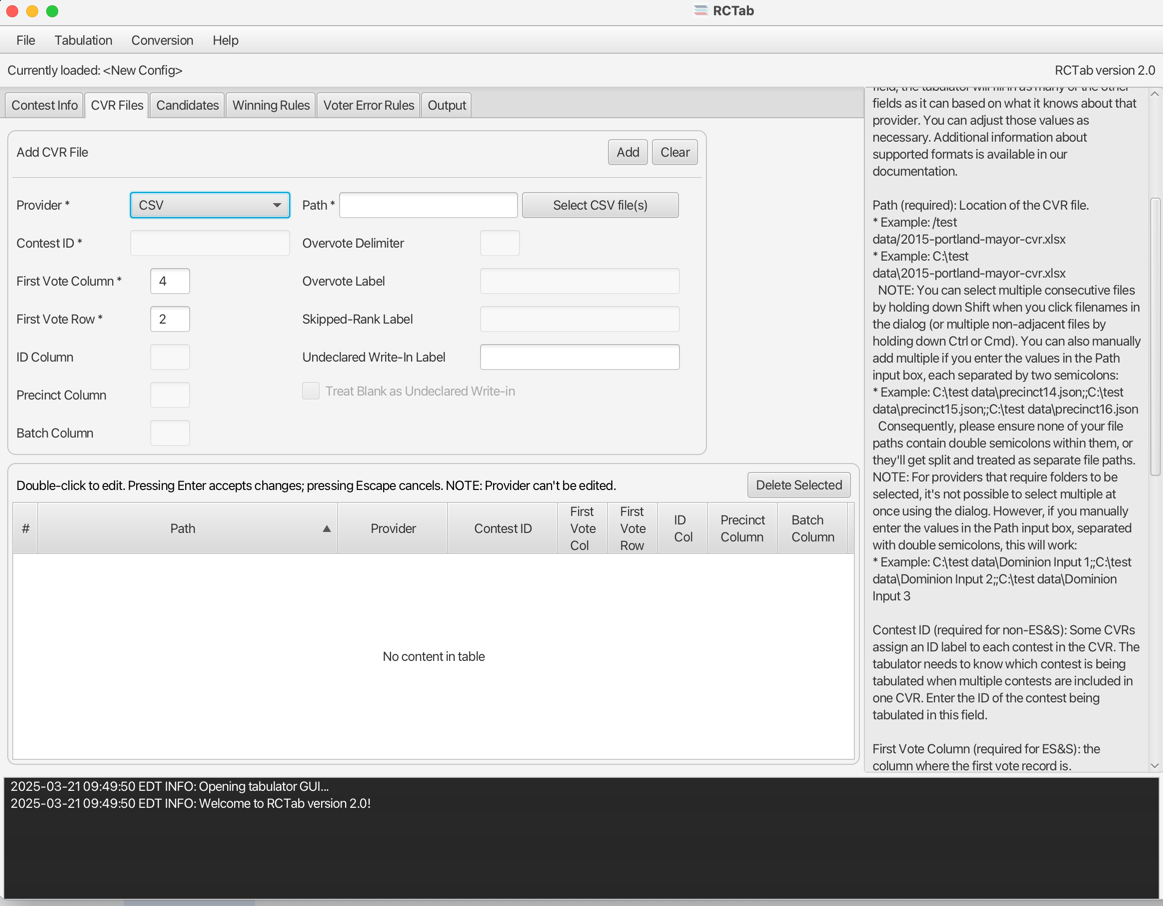 RCTab
File Tabulation Conversion Help
Currently loaded: <New Config>
RCTab version 2.0
Contest Info CVR Files Candidates Winning Rules Voter Error Rules Output
Add CVR File
Add Clear
Provider * CSV Path * Select CSV file(s)
Contest ID * Overvote Delimiter
First Vote Column * 4 Overvote Label
First Vote Row * 2 Skipped-Rank Label
ID Column Undeclared Write-In Label
Precinct Column Treat Blank as Undeclared Write-in
Batch Column
Double-click to edit. Pressing Enter accepts changes; pressing Escape cancels. NOTE: Provider can't be edited.
Delete Selected
# Path ▲ Provider Contest ID First Vote Col First Vote Row ID Col Precinct Column Batch Column
No content in table
field, the tabulator will fill in as many of the other
fields as it can based on what it knows about that
provider. You can adjust those values as
necessary. Additional information about
supported formats is available in our
documentation.
Path (required): Location of the CVR file.
* Example: /test
data/2015-portland-mayor-cvr.xlsx
* Example: C:\test
data\2015-portland-mayor-cvr.xlsx
NOTE: You can select multiple consecutive files
by holding down Shift when you click filenames in
the dialog (or multiple non-adjacent files by
holding down Ctrl or Cmd). You can also manually
add multiple if you enter the values in the Path
input box, each separated by two semicolons:
* Example: C:\test data\precinct14.json;;C:\test
data\precinct15.json;;C:\test data\precinct16.json
Consequently, please ensure none of your file
paths contain double semicolons within them, or
they'll get split and treated as separate file paths.
NOTE: For providers that require folders to be
selected, it's not possible to select multiple at
once using the dialog. However, if you manually
enter the values in the Path input box, separated
with double semicolons, this will work:
* Example: C:\test data\Dominion Input 1;;C:\test
data\Dominion Input 2;;C:\test data\Dominion
Input 3
Contest ID (required for non-ES&S): Some CVRs
assign an ID label to each contest in the CVR. The
tabulator needs to know which contest is being
tabulated when multiple contests are included in
one CVR. Enter the ID of the contest being
tabulated in this field.
First Vote Column (required for ES&S): the
column where the first vote record is.
2025-03-21 09:49:50 EDT INFO: Opening tabulator GUI...
2025-03-21 09:49:50 EDT INFO: Welcome to RCTab version 2.0!